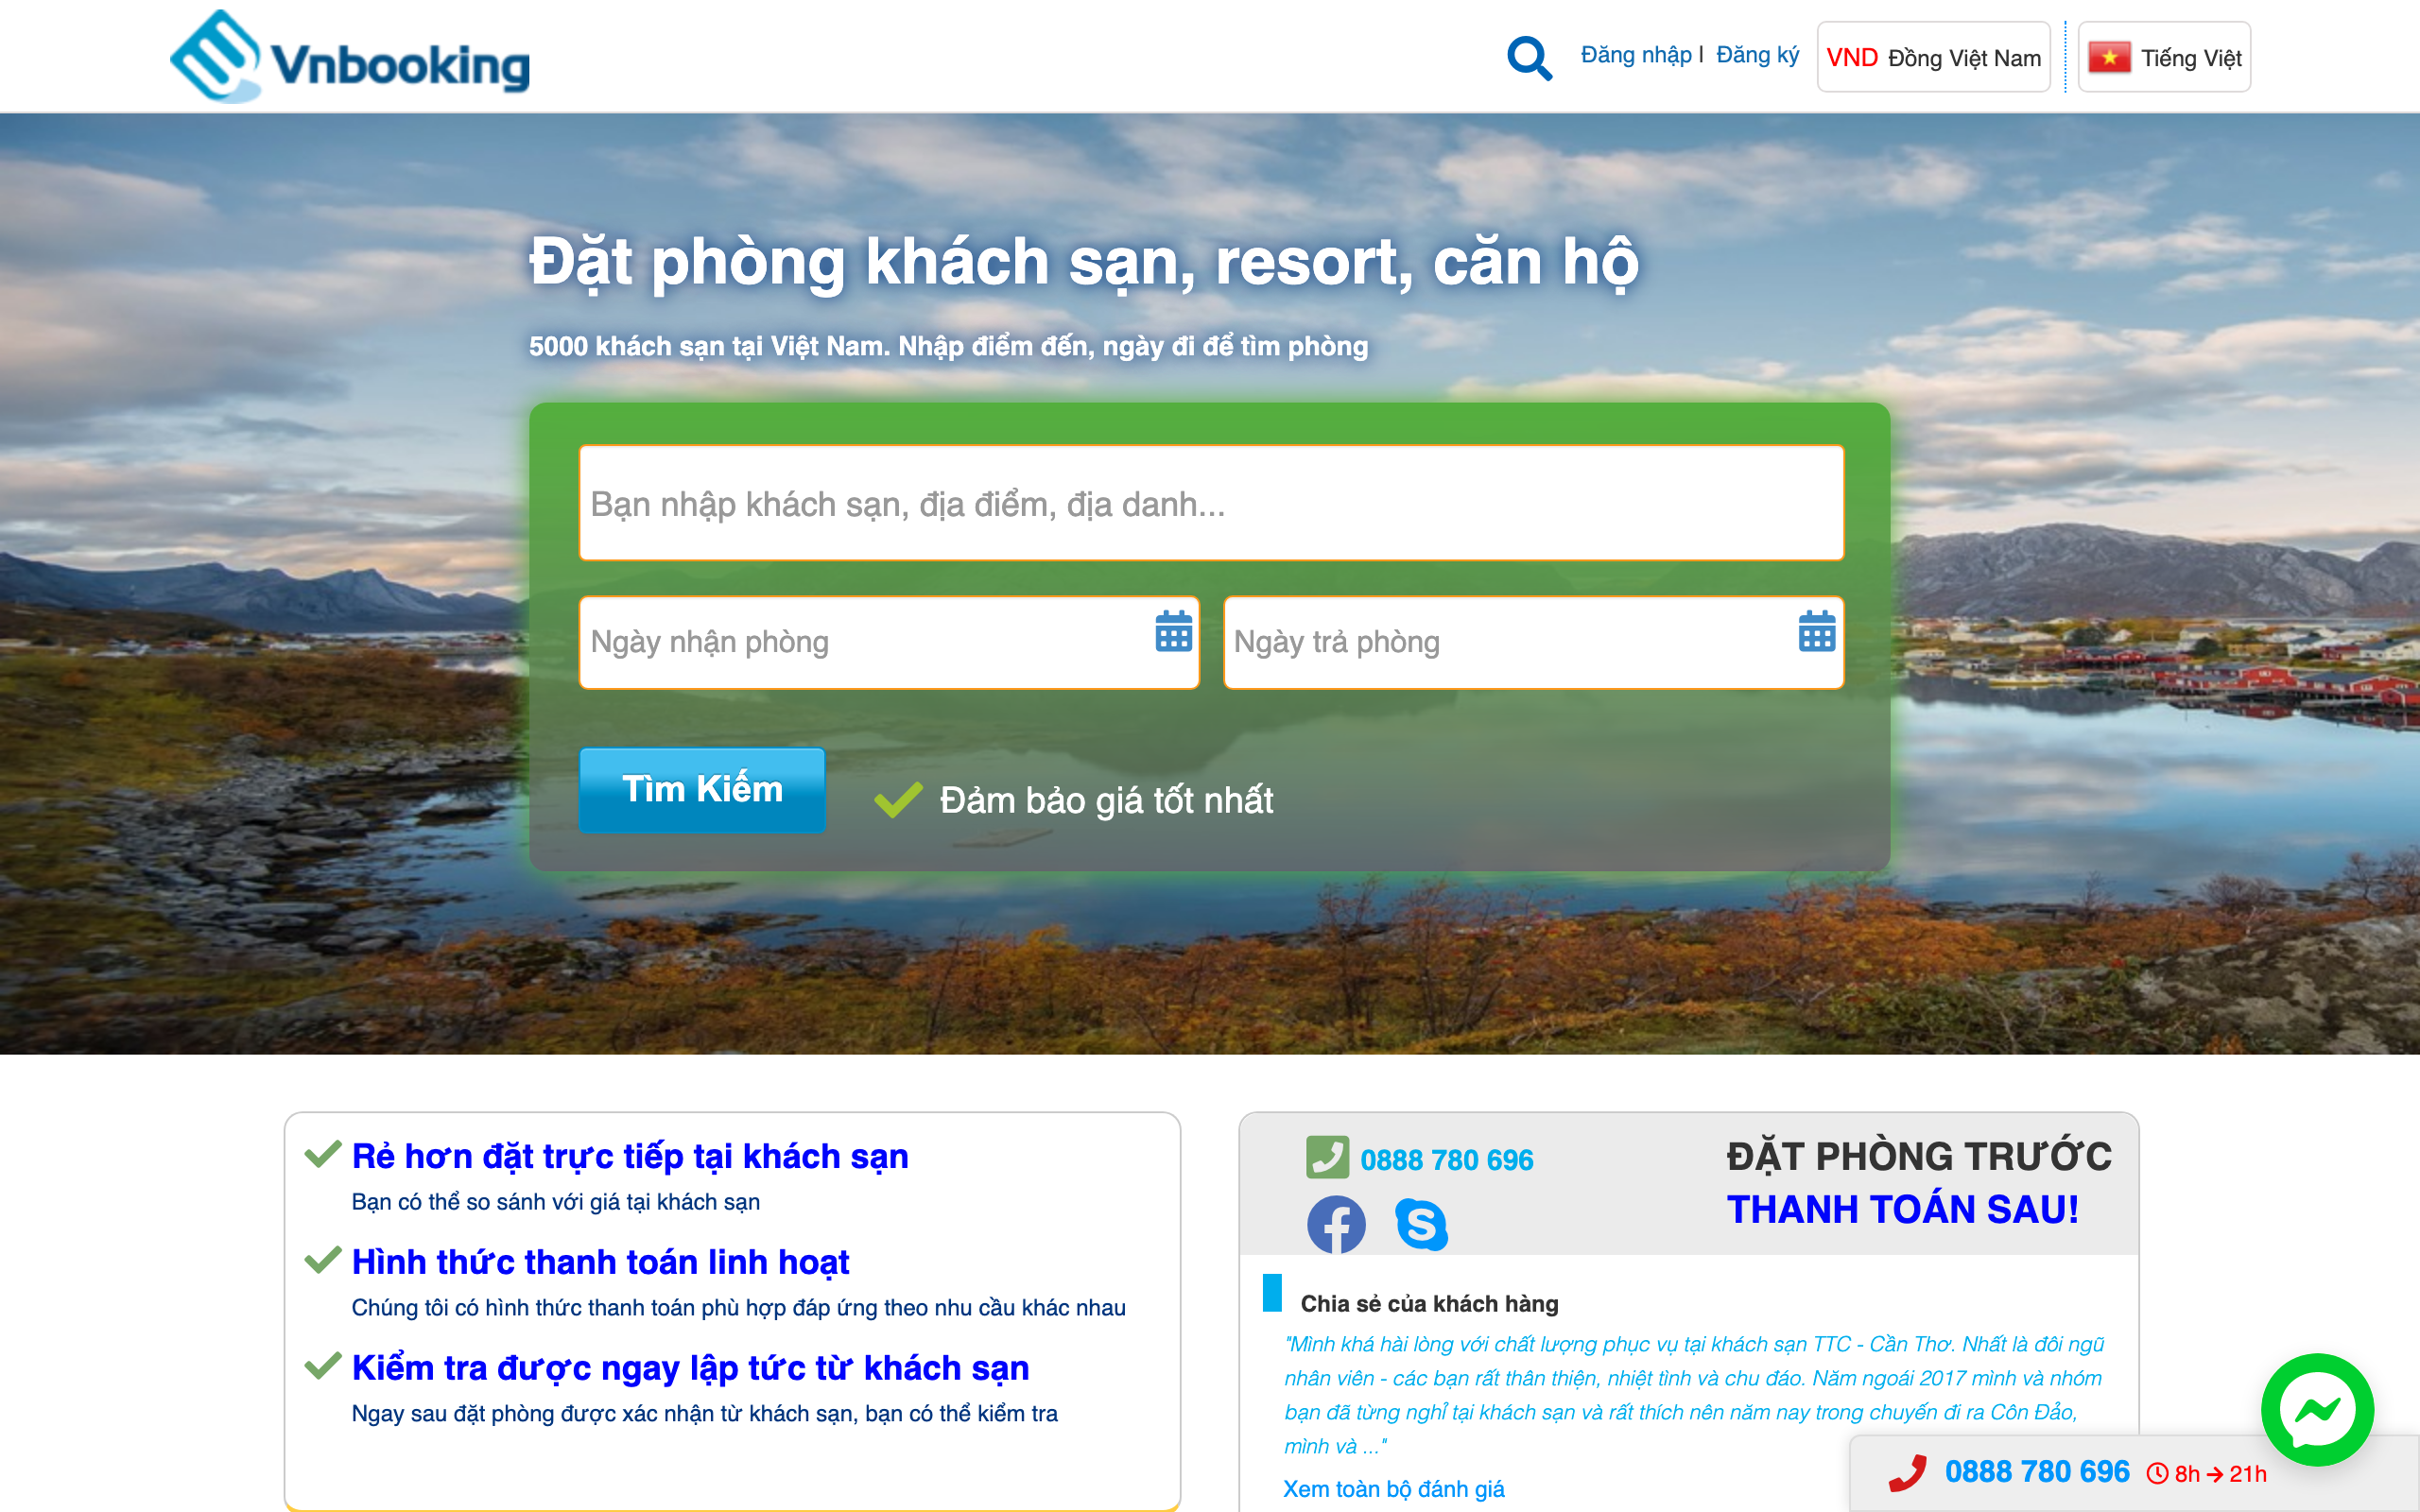 Vnbooking
Đăng nhập | Đăng ký
VND Đồng Việt Nam
Tiếng Việt
Đặt phòng khách sạn, resort, căn hộ
5000 khách sạn tại Việt Nam. Nhập điểm đến, ngày đi để tìm phòng
Bạn nhập khách sạn, địa điểm, địa danh...
Ngày nhận phòng
Ngày trả phòng
Tìm Kiếm
Đảm bảo giá tốt nhất
Rẻ hơn đặt trực tiếp tại khách sạn
Bạn có thể so sánh với giá tại khách sạn
Hình thức thanh toán linh hoạt
Chúng tôi có hình thức thanh toán phù hợp đáp ứng theo nhu cầu khác nhau
Kiểm tra được ngay lập tức từ khách sạn
Ngay sau đặt phòng được xác nhận từ khách sạn, bạn có thể kiểm tra
0888 780 696
ĐẶT PHÒNG TRƯỚC
THANH TOÁN SAU!
Chia sẻ của khách hàng
"Mình khá hài lòng với chất lượng phục vụ tại khách sạn TTC - Cần Thơ. Nhất là đôi ngũ
nhân viên - các bạn rất thân thiện, nhiệt tình và chu đáo. Năm ngoái 2017 mình và nhóm
bạn đã từng nghỉ tại khách sạn và rất thích nên năm nay trong chuyến đi ra Côn Đảo,
mình và ..."
Xem toàn bộ đánh giá
0888 780 696 8h → 21h